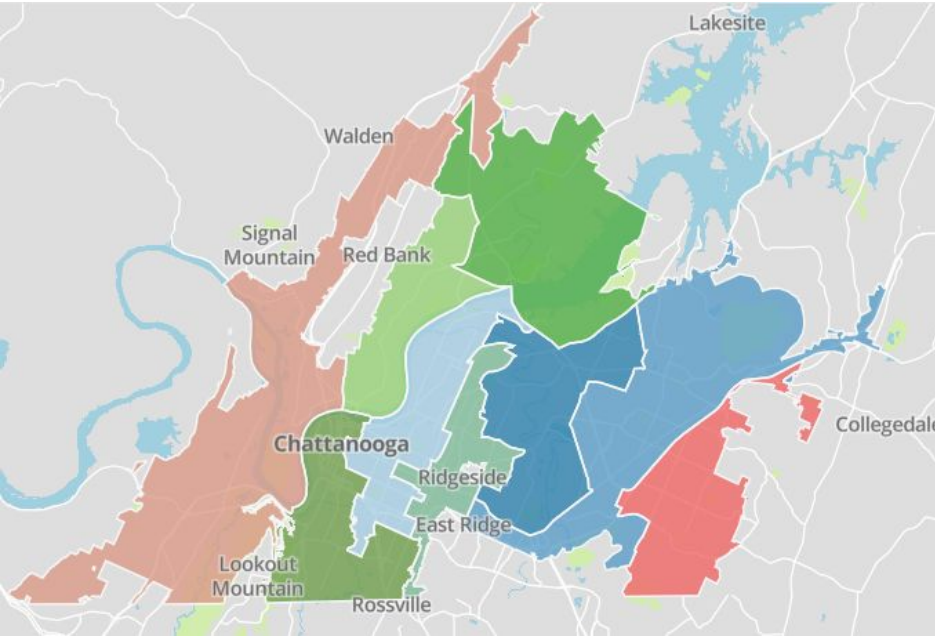 Lakesite
Walden
Signal
Mountain
Red Bank
Chattanooga
Collegedale
Ridgeside
East Ridge
Lookout
Mountain
Rossville